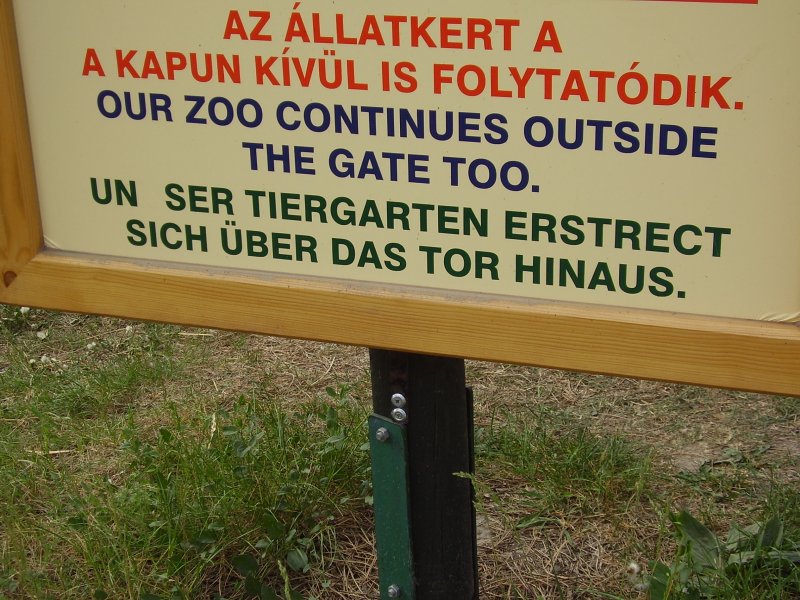 AZ ÁLLATKERT A
A KAPUN KÍVÜL IS FOLYTATÓDIK.
OUR ZOO CONTINUES OUTSIDE
THE GATE TOO.
UN SER TIERGARTEN ERSTRECT
SICH ÜBER DAS TOR HINAUS.